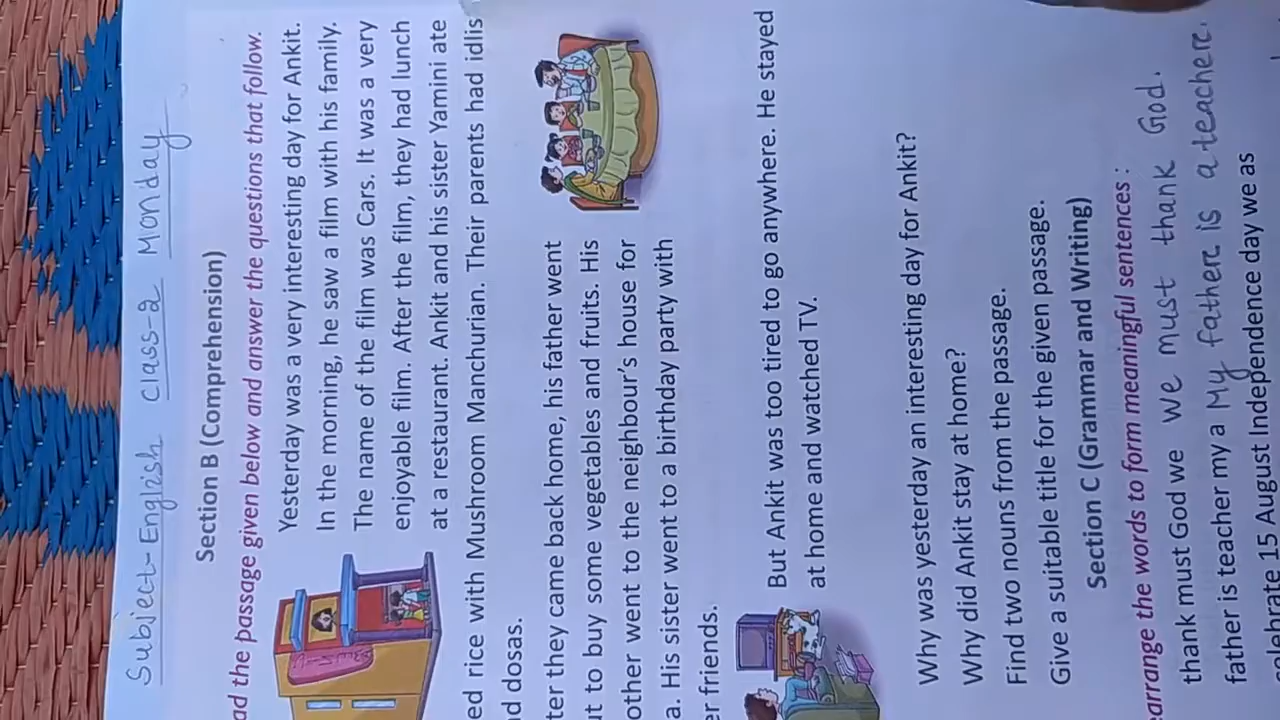 Subject-English Class-2 Monday
Section B (Comprehension)
ad the passage given below and answer the questions that follow.
Yesterday was a very interesting day for Ankit.
In the morning, he saw a film with his family.
The name of the film was Cars. It was a very
enjoyable film. After the film, they had lunch
at a restaurant. Ankit and his sister Yamini ate
ed rice with Mushroom Manchurian. Their parents had idlis
nd dosas.
ter they came back home, his father went
ut to buy some vegetables and fruits. His
other went to the neighbour's house for
a. His sister went to a birthday party with
er friends.
But Ankit was too tired to go anywhere. He stayed
at home and watched TV.
Why was yesterday an interesting day for Ankit?
Why did Ankit stay at home?
Find two nouns from the passage.
Give a suitable title for the given passage.
Section C (Grammar and Writing)
arrange the words to form meaningful sentences :
thank must God we We must thank God.
father is teacher my a My father is a teacher.
elebrate 15 August Independence day we as